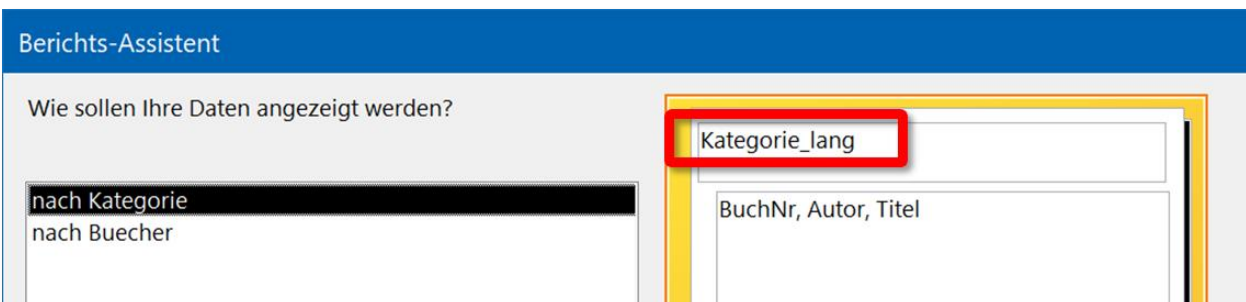 Berichts-Assistent
Wie sollen Ihre Daten angezeigt werden?
nach Kategorie
nach Buecher
Kategorie_lang
BuchNr, Autor, Titel